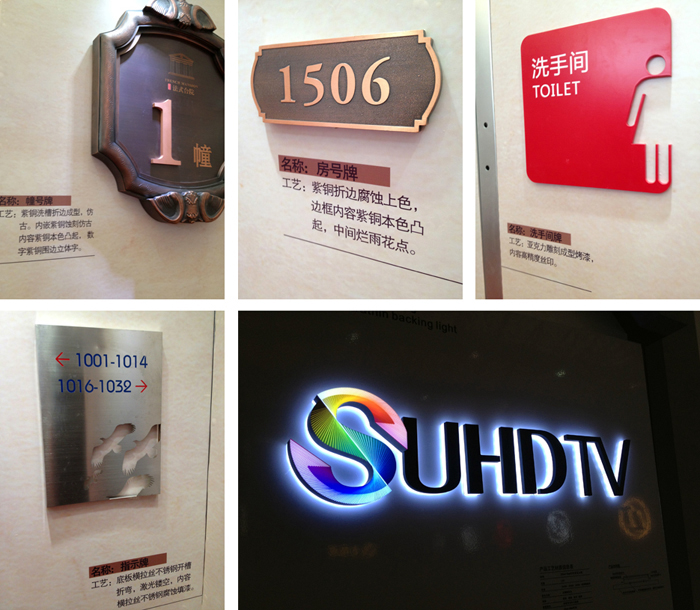 1
幢
名称：幢号牌
工艺：紫铜洗槽折边成型，仿
古。内嵌紫铜蚀刻仿古
内容紫铜本色凸起，数
字紫铜围边立体字。
1506
名称：房号牌
工艺：紫铜折边腐蚀上色，
边框内容紫铜本色凸
起，中间烂雨花点。
洗手间
TOILET
名称：洗手间牌
工艺：亚克力雕刻成型烤漆，
内容高精度丝印。
← 1001-1014
1016-1032 →
名称：指示牌
工艺：底板横拉丝不锈钢开槽
折弯，激光镂空，内容
横拉丝不锈钢腐蚀填漆。
backing light
SUHDTV